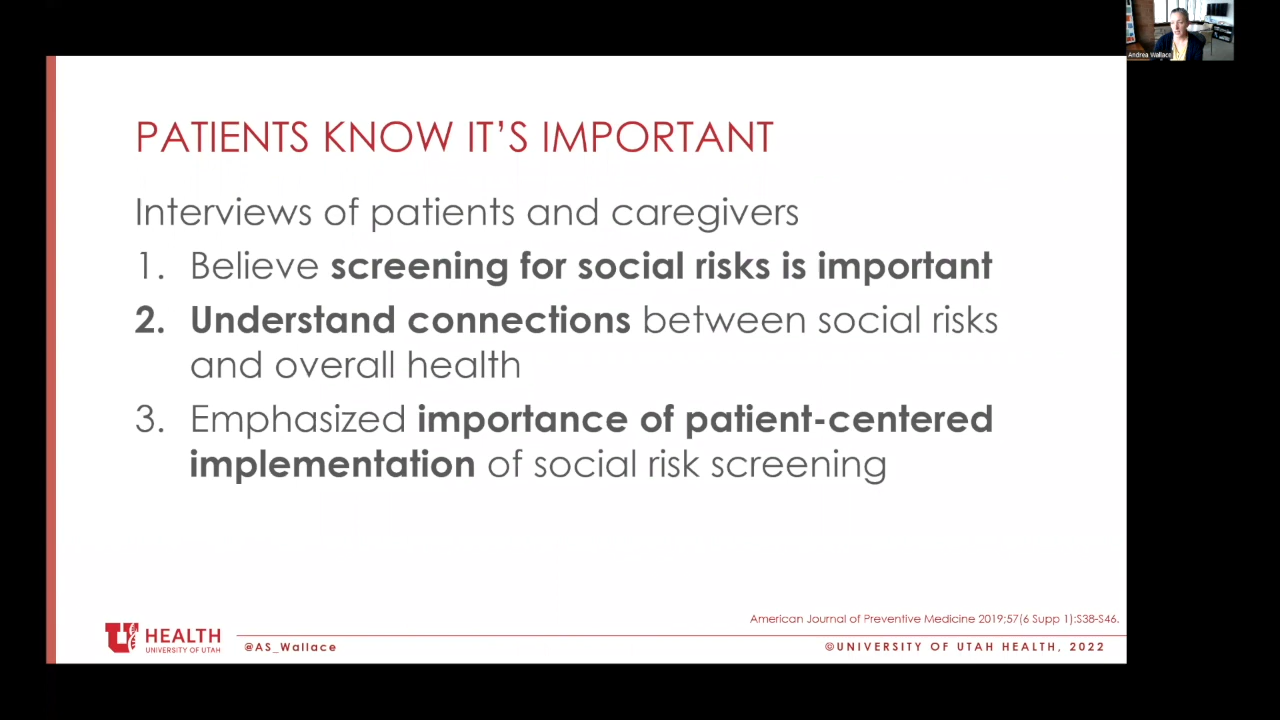 Andrea Wallace
PATIENTS KNOW IT'S IMPORTANT
Interviews of patients and caregivers
1. Believe screening for social risks is important
2. Understand connections between social risks
and overall health
3. Emphasized importance of patient-centered
implementation of social risk screening
American Journal of Preventive Medicine 2019;57(6 Supp 1):S38-S46.
U HEALTH
UNIVERSITY OF UTAH
@AS_Wallace
©UNIVERSITY OF UTAH HEALTH, 2022